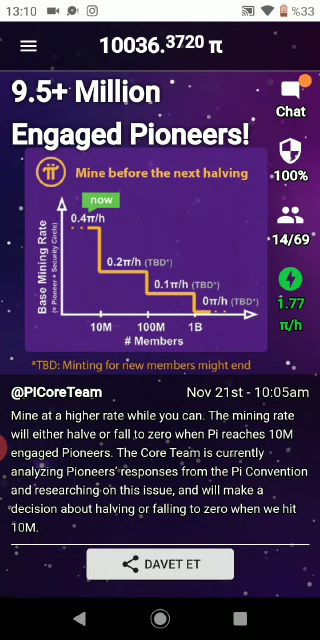 13:10
%33
10036.3720 π
9.5+ Million
Engaged Pioneers!
Chat
100%
14/69
1.77
π/h
Mine before the next halving
now
0.4π/h
0.2π/h (TBD*)
0.1π/h (TBD*)
0π/h (TBD*)
Base Mining Rate
(= Pioneer + Security Circle)
10M 100M 1B
# Members
*TBD: Minting for new members might end
@PiCoreTeam Nov 21st - 10:05am
Mine at a higher rate while you can. The mining rate
will either halve or fall to zero when Pi reaches 10M
engaged Pioneers. The Core Team is currently
analyzing Pioneers' responses from the Pi Convention
and researching on this issue, and will make a
decision about halving or falling to zero when we hit
10M.
DAVET ET